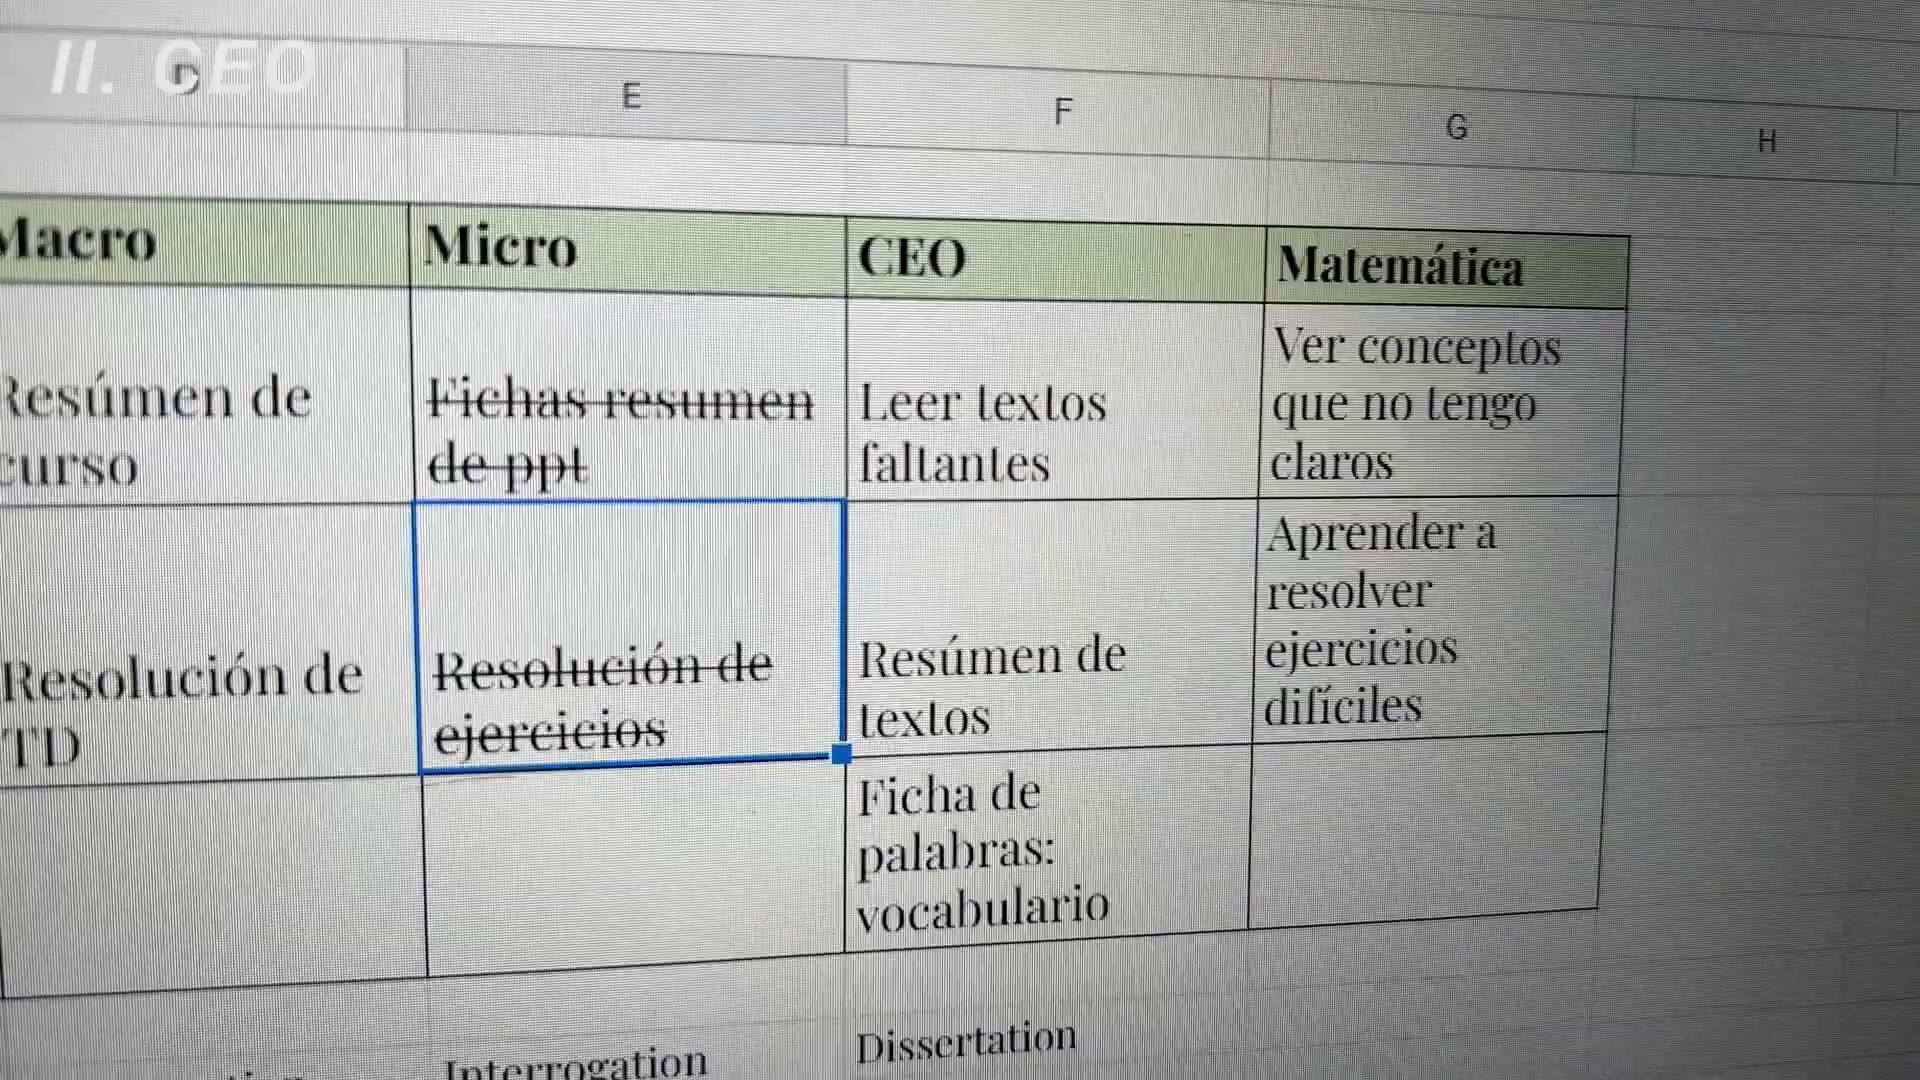 II. CEO
D
E
F
G
H
Macro
Micro
CEO
Matemática
Resúmen de
curso
Fichas resumen
de ppt
Leer textos
faltantes
Ver conceptos
que no tengo
claros
Resolución de
TD
Resolución de
ejercicios
Resúmen de
textos
Aprender a
resolver
ejercicios
difíciles
Ficha de
palabras:
vocabulario
Interrogation
Dissertation